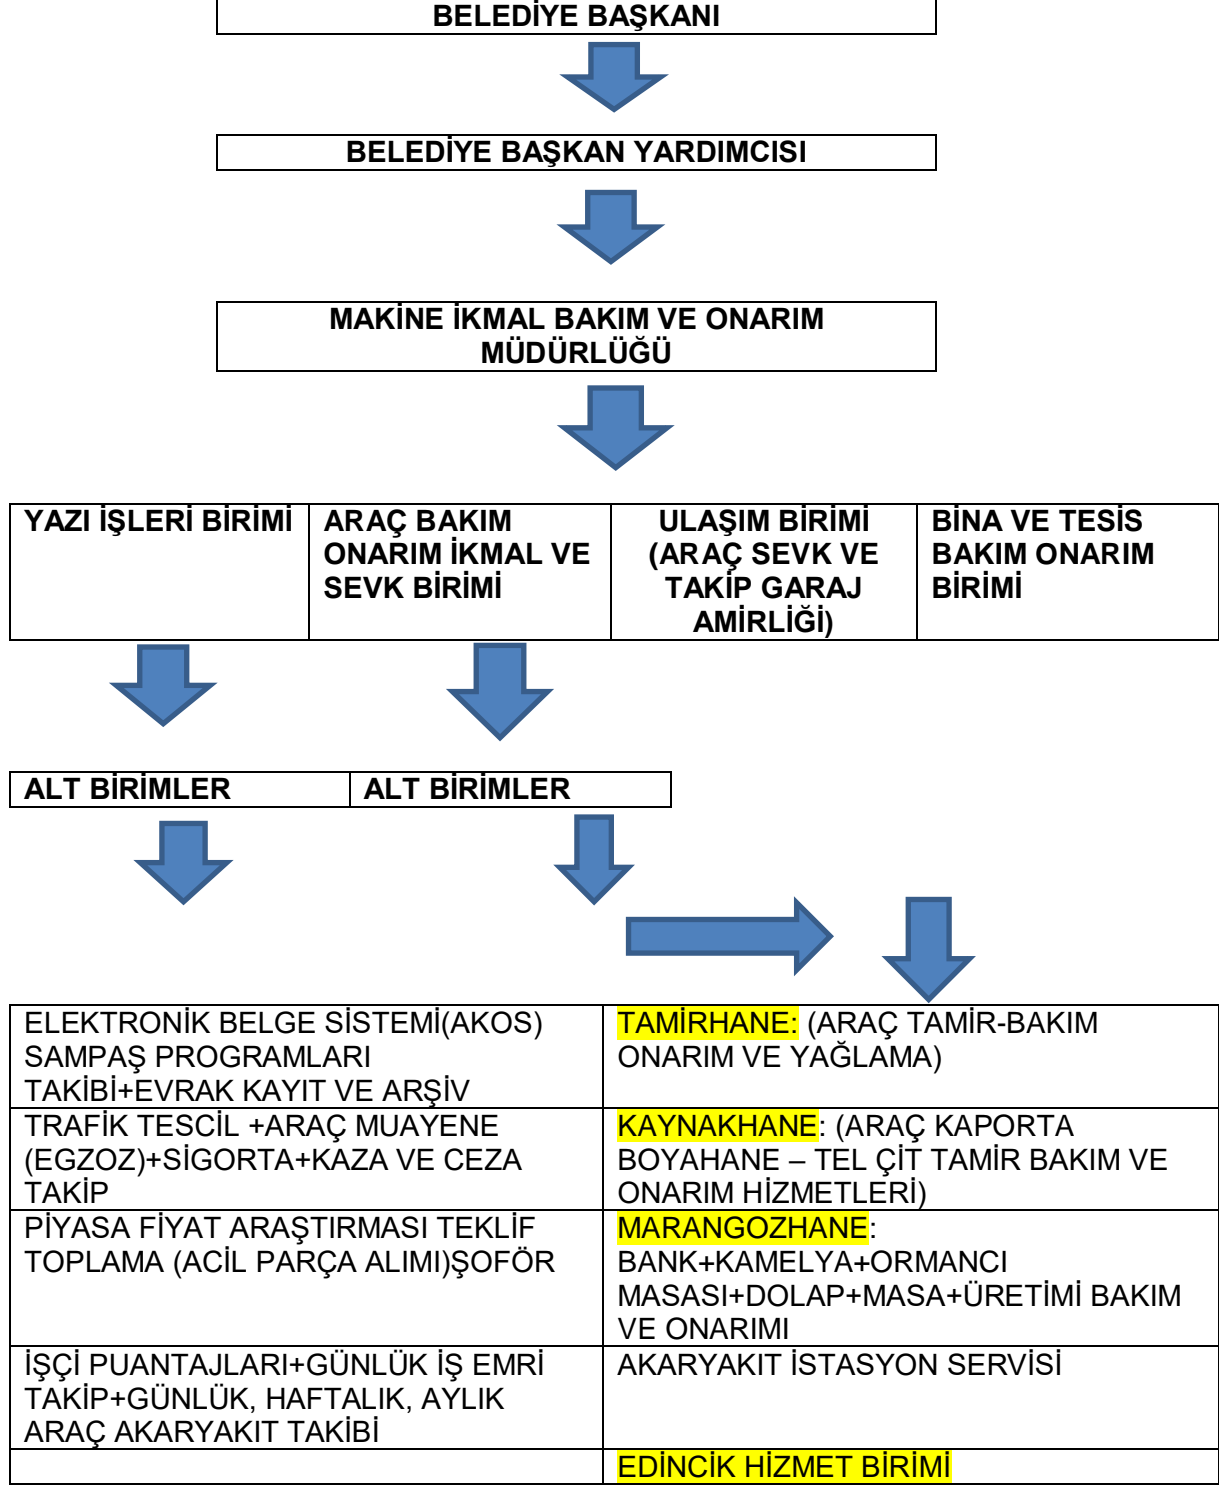 BELEDİYE BAŞKANI
BELEDİYE BAŞKAN YARDIMCISI
MAKİNE İKMAL BAKIM VE ONARIM
MÜDÜRLÜĞÜ
YAZI İŞLERİ BİRİMİ
ARAÇ BAKIM
ONARIM İKMAL VE
SEVK BİRİMİ
ULAŞIM BİRİMİ
(ARAÇ SEVK VE
TAKİP GARAJ
AMİRLİĞİ)
BİNA VE TESİS
BAKIM ONARIM
BİRİMİ
ALT BİRİMLER
ALT BİRİMLER
ELEKTRONİK BELGE SİSTEMİ(AKOS)
SAMPAŞ PROGRAMLARI
TAKİBİ+EVRAK KAYIT VE ARŞİV
TAMİRHANE: (ARAÇ TAMİR-BAKIM
ONARIM VE YAĞLAMA)
TRAFİK TESCİL +ARAÇ MUAYENE
(EGZOZ)+SİGORTA+KAZA VE CEZA
TAKİP
KAYNAKHANE: (ARAÇ KAPORTA
BOYAHANE – TEL ÇİT TAMİR BAKIM VE
ONARIM HİZMETLERİ)
PİYASA FİYAT ARAŞTIRMASI TEKLİF
TOPLAMA (ACİL PARÇA ALIMI)ŞOFÖR
MARANGOZHANE:
BANK+KAMELYA+ORMANCI
MASASI+DOLAP+MASA+ÜRETİMİ BAKIM
VE ONARIMI
İŞÇİ PUANTAJLARI+GÜNLÜK İŞ EMRİ
TAKİP+GÜNLÜK, HAFTALIK, AYLIK
ARAÇ AKARYAKIT TAKİBİ
AKARYAKIT İSTASYON SERVİSİ
EDİNCİK HİZMET BİRİMİ